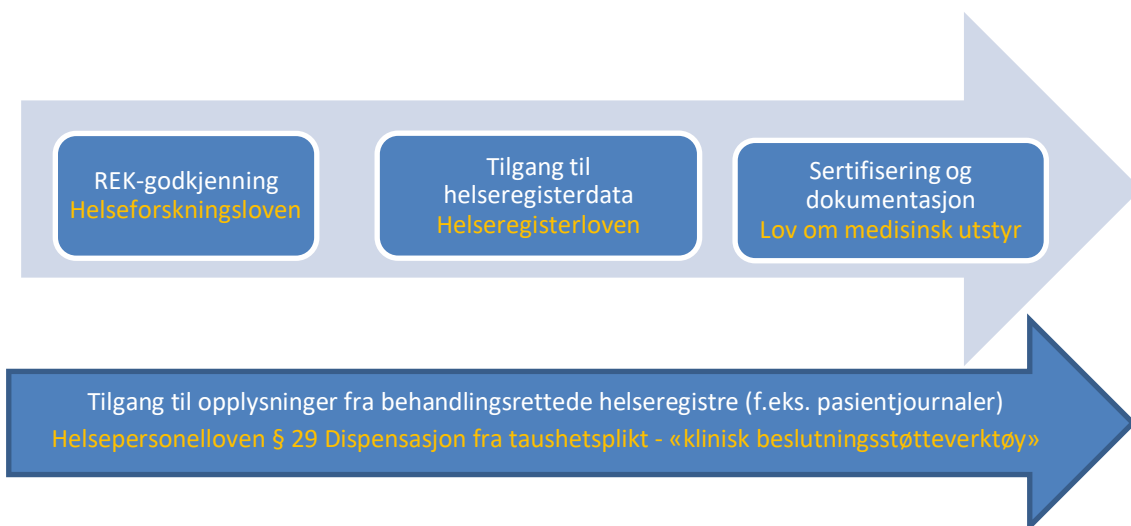 REK-godkjenning
Helseforskningsloven
Tilgang til
helseregisterdata
Helseregisterloven
Sertifisering og
dokumentasjon
Lov om medisinsk utstyr
Tilgang til opplysninger fra behandlingsrettede helseregistre (f.eks. pasientjournaler)
Helsepersonelloven § 29 Dispensasjon fra taushetsplikt - «klinisk beslutningsstøtteverktøy»